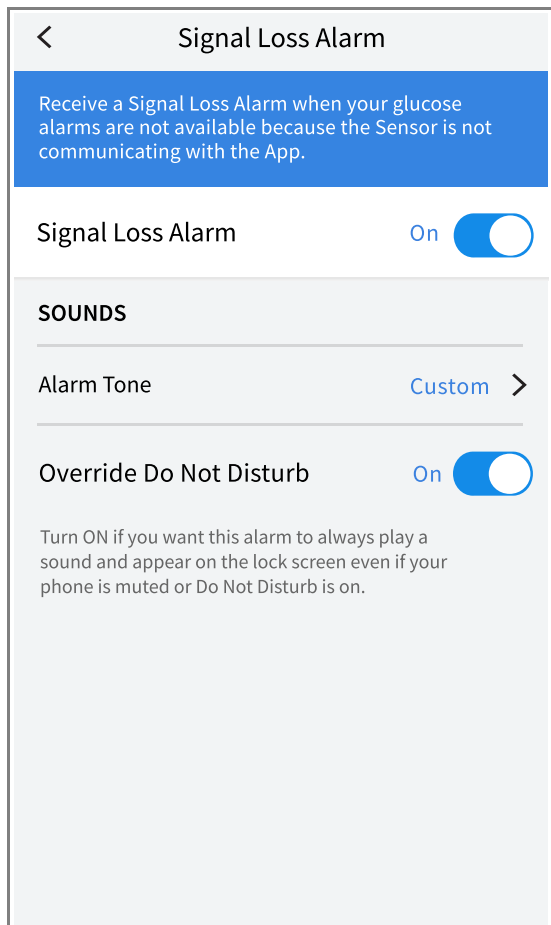 Signal Loss Alarm
Receive a Signal Loss Alarm when your glucose
alarms are not available because the Sensor is not
communicating with the App.
Signal Loss Alarm On
SOUNDS
Alarm Tone Custom
Override Do Not Disturb On
Turn ON if you want this alarm to always play a
sound and appear on the lock screen even if your
phone is muted or Do Not Disturb is on.